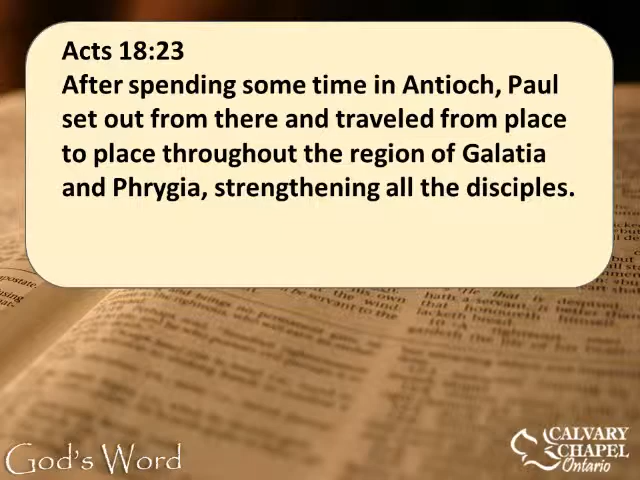 Acts 18:23
After spending some time in Antioch, Paul
set out from there and traveled from place
to place throughout the region of Galatia
and Phrygia, strengthening all the disciples.
God's Word
CALVARY
CHAPEL
Ontario